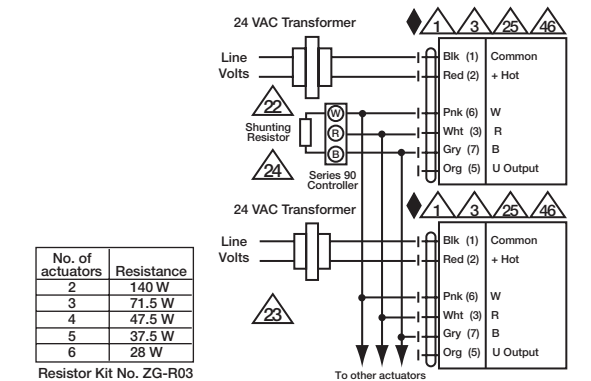 24 VAC Transformer
1 3 25 46
Line
Volts
Blk (1) Common
Red (2) + Hot
22
Shunting
Resistor
24
W
R
B
Series 90
Controller
Pnk (6) W
Wht (3) R
Gry (7) B
Org (5) U Output
24 VAC Transformer
1 3 25 46
Line
Volts
Blk (1) Common
Red (2) + Hot
23
Pnk (6) W
Wht (3) R
Gry (7) B
Org (5) U Output
To other actuators
No. of
actuators Resistance
2 140 W
3 71.5 W
4 47.5 W
5 37.5 W
6 28 W
Resistor Kit No. ZG-R03